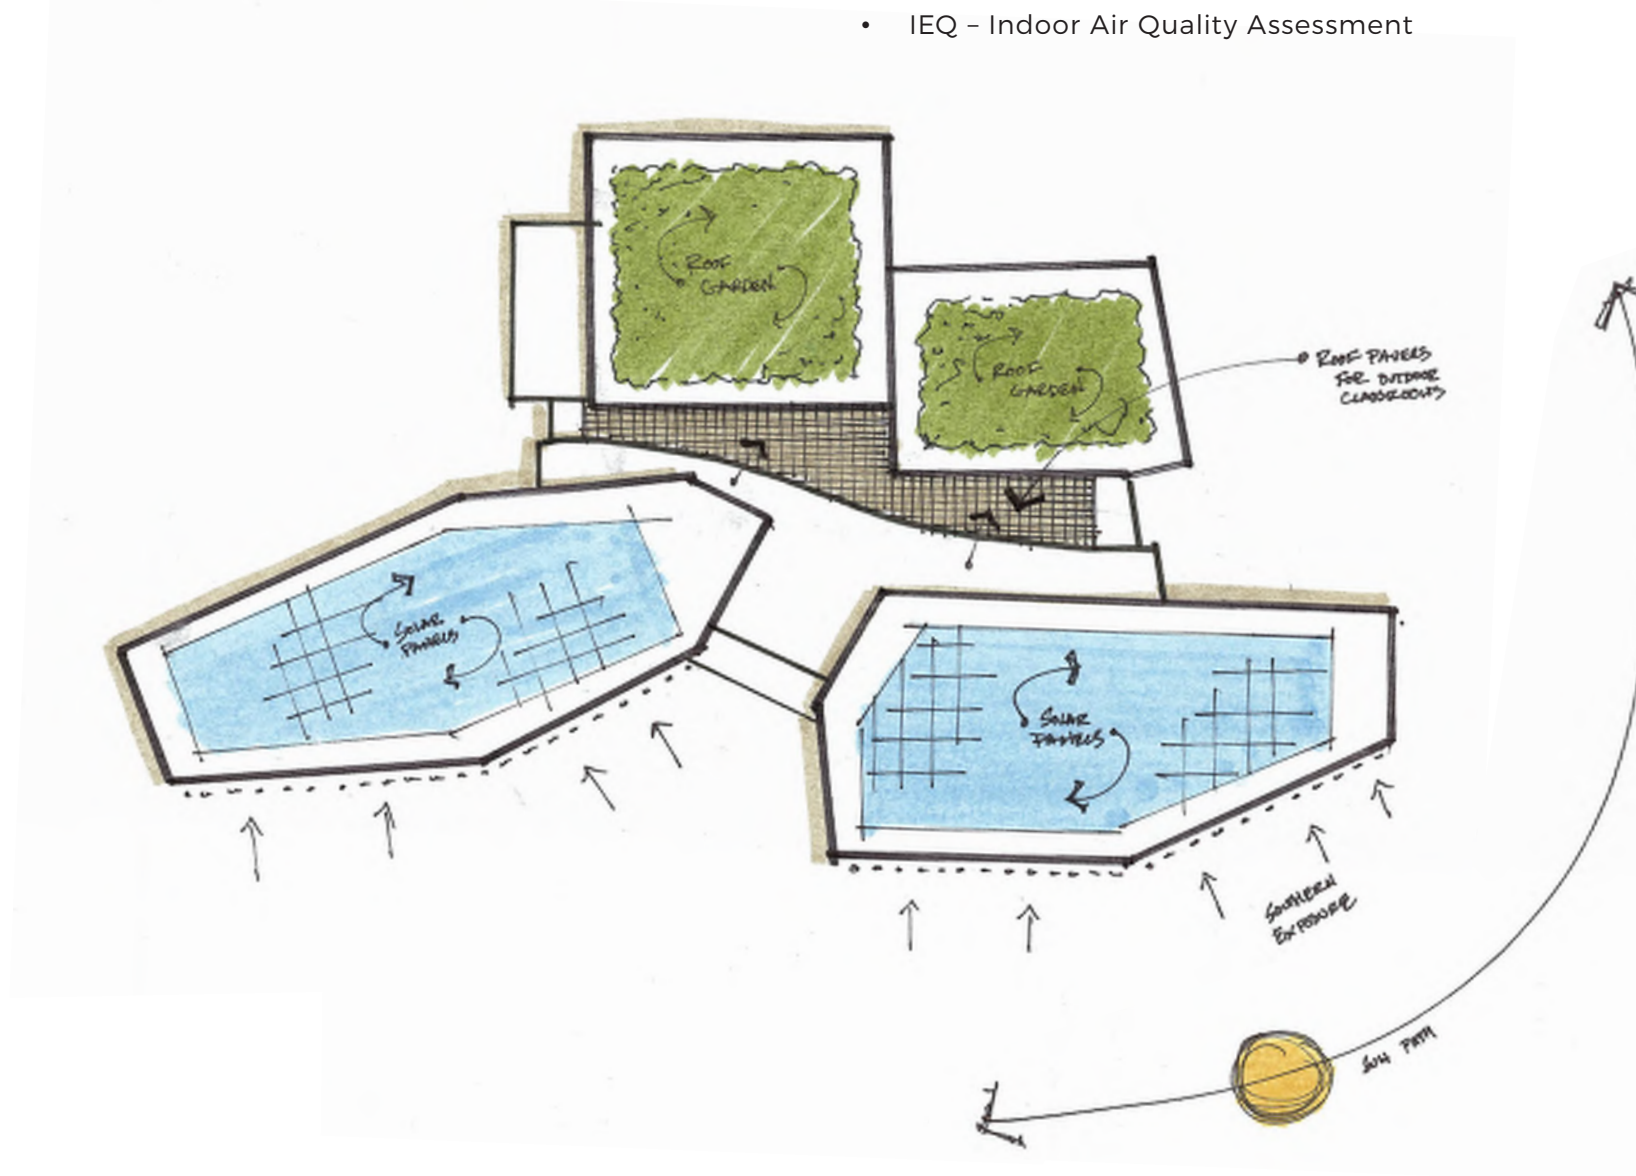 • IEQ – Indoor Air Quality Assessment
ROOF
GARDEN
ROOF
GARDEN
ROOF PAVERS
FOR OUTDOOR
CLASSROOMS
SOLAR
PANELS
SOLAR
PANELS
SOUTHERN
EXPOSURE
SUN PATH